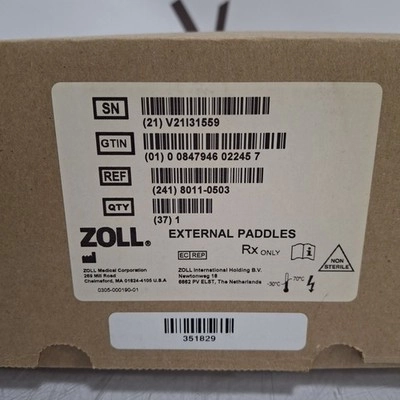 SN
(21) V21I31559
GTIN
(01) 0 0847946 02245 7
REF
(241) 8011-0503
QTY
(37) 1
ZOLL®
EXTERNAL PADDLES
Rx ONLY
NON
STERILE
ZOLL Medical Corporation
269 Mill Road
Chelmsford, MA 01824-4105 U.S.A
EC REP
ZOLL International Holding B.V.
Newtonweg 18
6662 PV ELST, The Netherlands
-30°C
70°C
0305-000190-01
351829